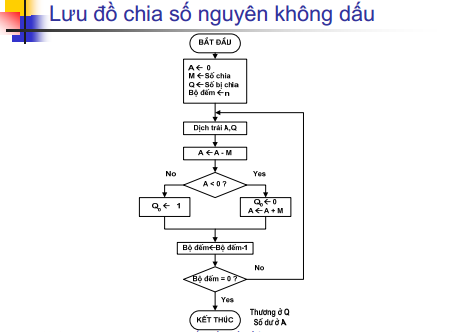 Lưu đồ chia số nguyên không dấu
BẮT ĐẦU
A ← 0
M ← Số chia
Q ← Số bị chia
Bộ đếm ← n
Dịch trái A,Q
A ← A - M
No
Yes
A < 0 ?
Q₀ ← 1
Q₀ ← 0
A ← A + M
Bộ đếm ← Bộ đếm-1
No
Bộ đếm = 0 ?
Yes
KẾT THÚC
Thương ở Q
Số dư ở A